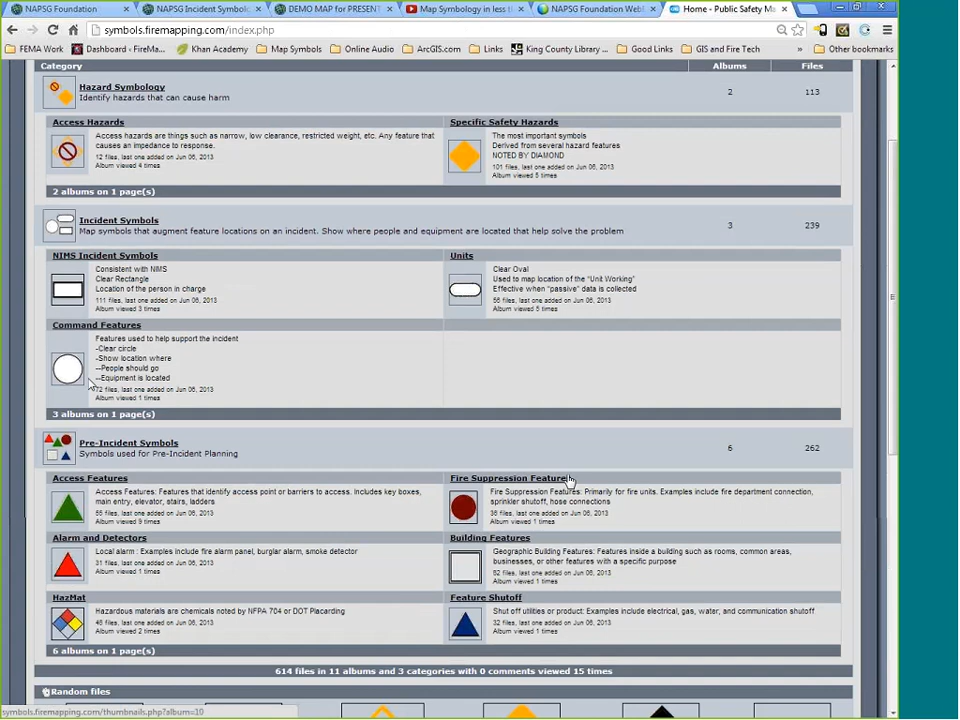 NAPSG Foundation
NAPSG Incident Symbolo
DEMO MAP for PRESENT
Map Symbology in less t
NAPSG Foundation Webl
Home - Public Safety Ma
symbols.firemapping.com/index.php
FEMA Work
Dashboard - FireMa...
Khan Academy
Map Symbols
Online Audio
ArcGIS.com
Links
King County Library ...
Good Links
GIS and Fire Tech
»
Other bookmarks
Category
Albums
Files
Hazard Symbology
Identify hazards that can cause harm
2
113
Access Hazards
Access hazards are things such as narrow, low clearance, restricted weight, etc. Any feature that
causes an impedance to response.
12 files, last one added on Jun 06, 2013
Album viewed 4 times
Specific Safety Hazards
The most important symbols
Derived from several hazard features
NOTED BY DIAMOND
101 files, last one added on Jun 06, 2013
Album viewed 5 times
2 albums on 1 page(s)
Incident Symbols
Map symbols that augment feature locations on an incident. Show where people and equipment are located that help solve the problem
3
239
NIMS Incident Symbols
Consistent with NIMS
Clear Rectangle
Location of the person in charge
111 files, last one added on Jun 06, 2013
Album viewed 3 times
Units
Clear Oval
Used to map location of the "Unit Working"
Effective when "passive" data is collected
56 files, last one added on Jun 06, 2013
Album viewed 5 times
Command Features
Features used to help support the incident
-Clear circle
-Show location where
--People should go
--Equipment is located
72 files, last one added on Jun 06, 2013
Album viewed 1 times
3 albums on 1 page(s)
Pre-Incident Symbols
Symbols used for Pre-Incident Planning
6
262
Access Features
Access Features: Features that identify access point or barriers to access. Includes key boxes,
main entry, elevator, stairs, ladders
55 files, last one added on Jun 06, 2013
Album viewed 9 times
Fire Suppression Features
Fire Suppression Features: Primarily for fire units. Examples include fire department connection,
sprinkler shutoff, hose connections
36 files, last one added on Jun 06, 2013
Album viewed 1 times
Alarm and Detectors
Local alarm : Examples include fire alarm panel, burglar alarm, smoke detector
31 files, last one added on Jun 06, 2013
Album viewed 1 times
Building Features
Geographic Building Features: Features inside a building such as rooms, common areas,
businesses, or other features with a specific purpose
62 files, last one added on Jun 06, 2013
Album viewed 1 times
HazMat
Hazardous materials are chemicals noted by NFPA 704 or DOT Placarding
46 files, last one added on Jun 06, 2013
Album viewed 2 times
Feature Shutoff
Shut off utilities or product: Examples include electrical, gas, water, and communication shutoff
32 files, last one added on Jun 06, 2013
Album viewed 1 times
6 albums on 1 page(s)
614 files in 11 albums and 3 categories with 0 comments viewed 15 times
Random files
symbols.firemapping.com/thumbnails.php?album=10